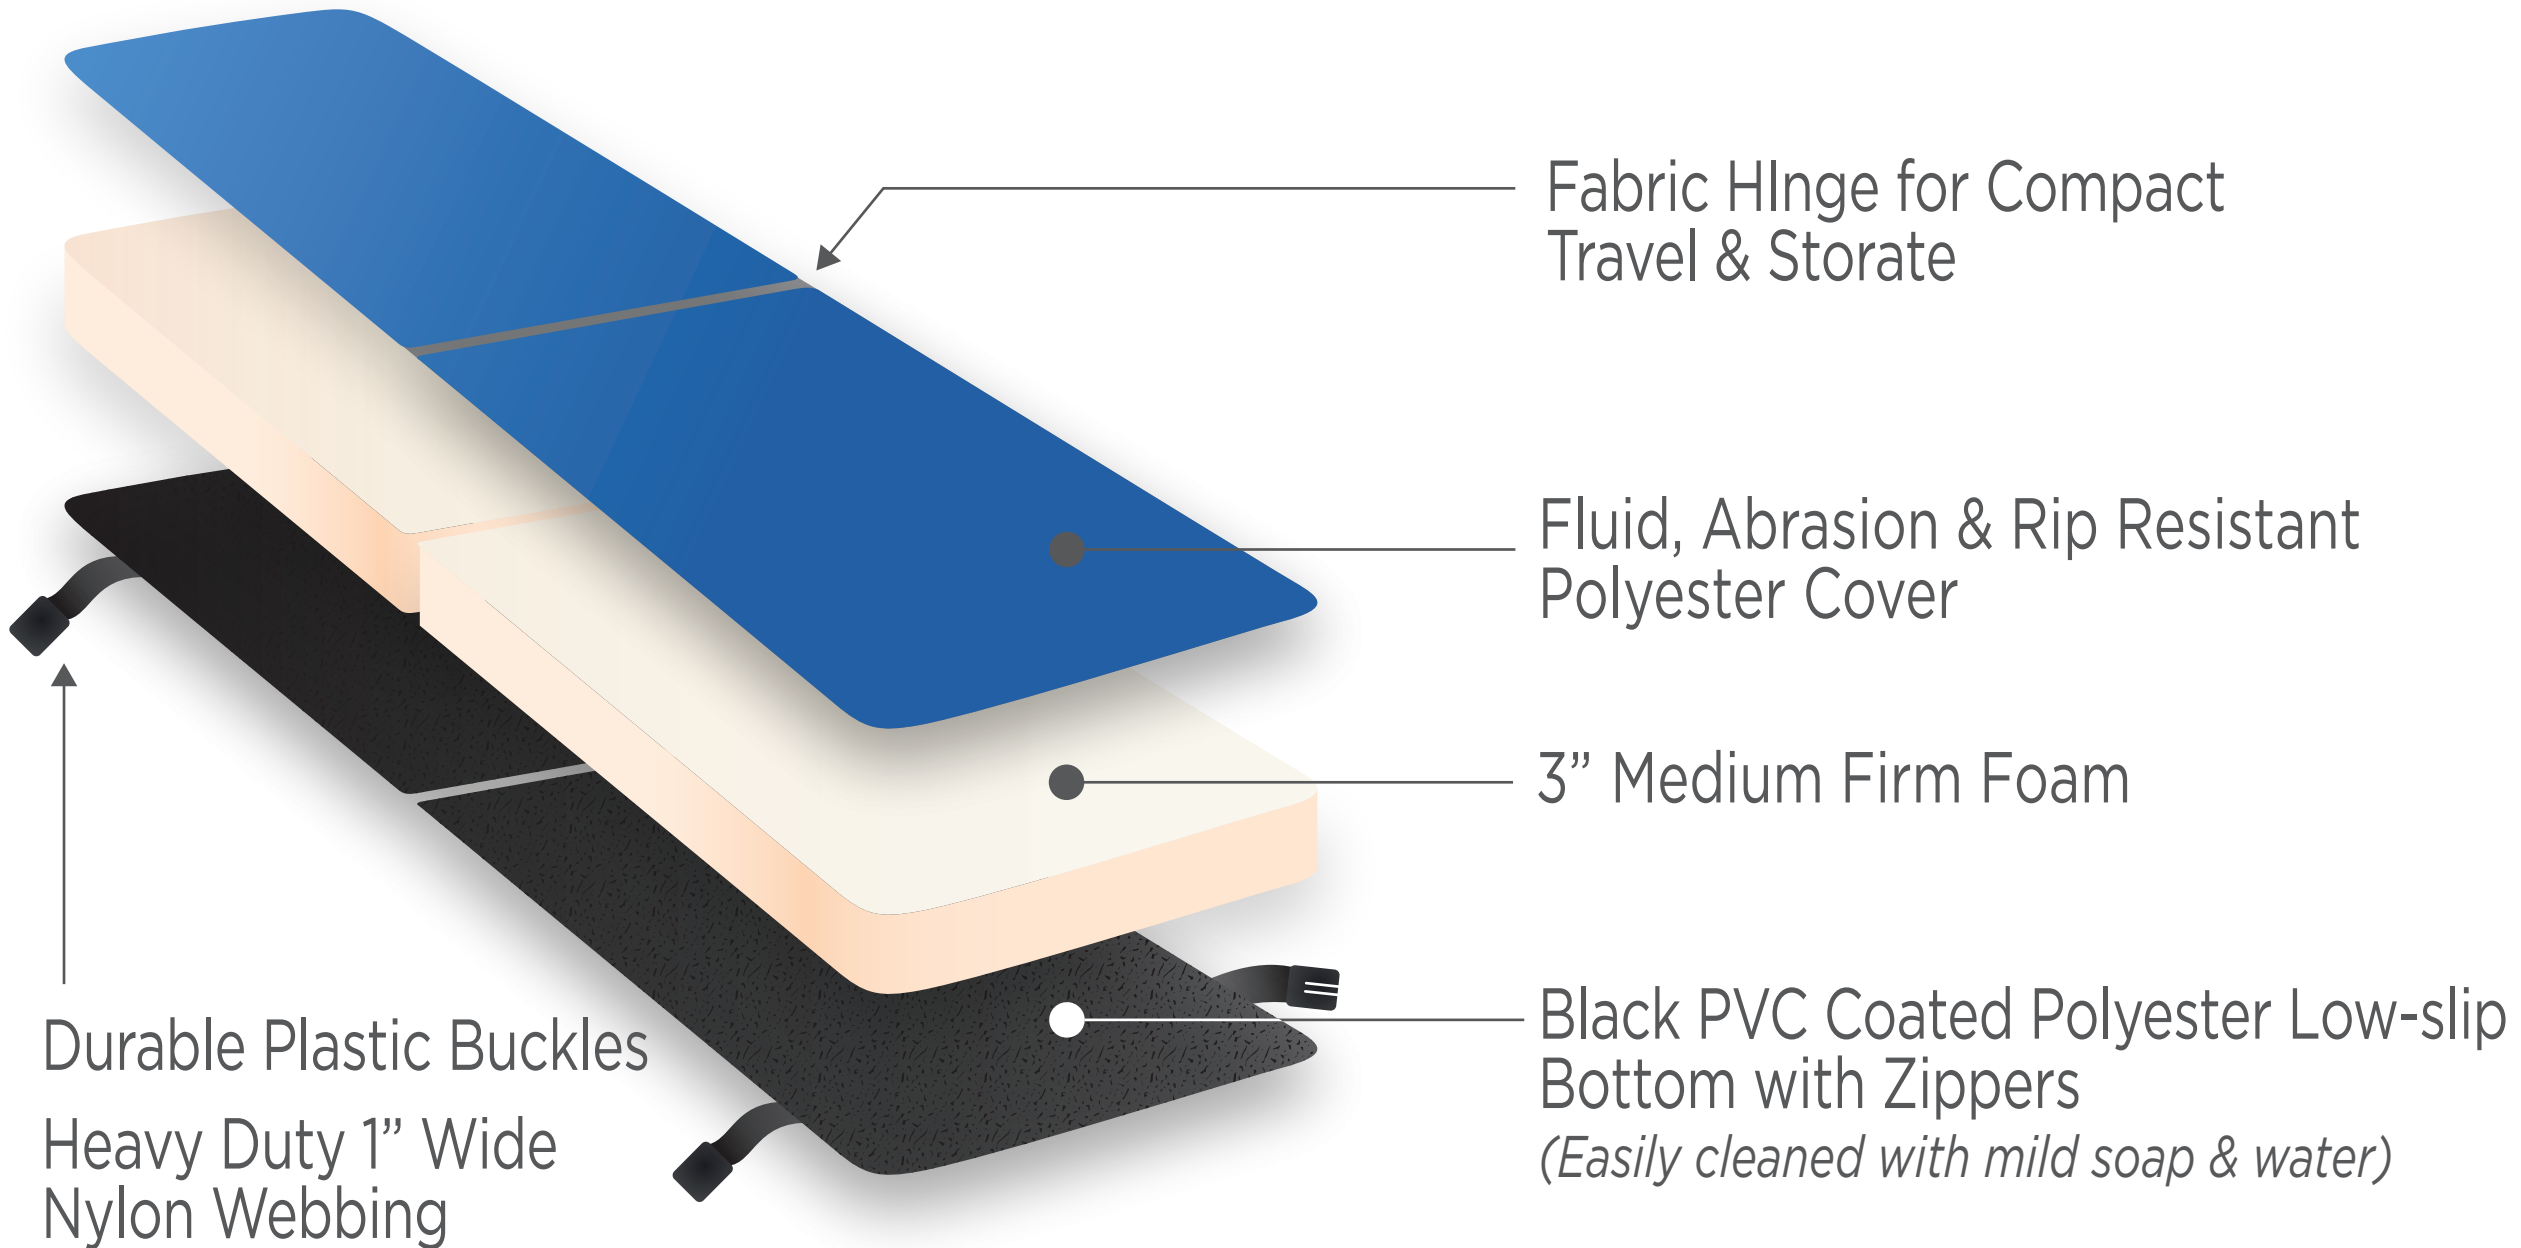 Fabric HInge for Compact
Travel & Storate
Fluid, Abrasion & Rip Resistant
Polyester Cover
3” Medium Firm Foam
Black PVC Coated Polyester Low-slip
Bottom with Zippers
(Easily cleaned with mild soap & water)
Durable Plastic Buckles
Heavy Duty 1” Wide
Nylon Webbing